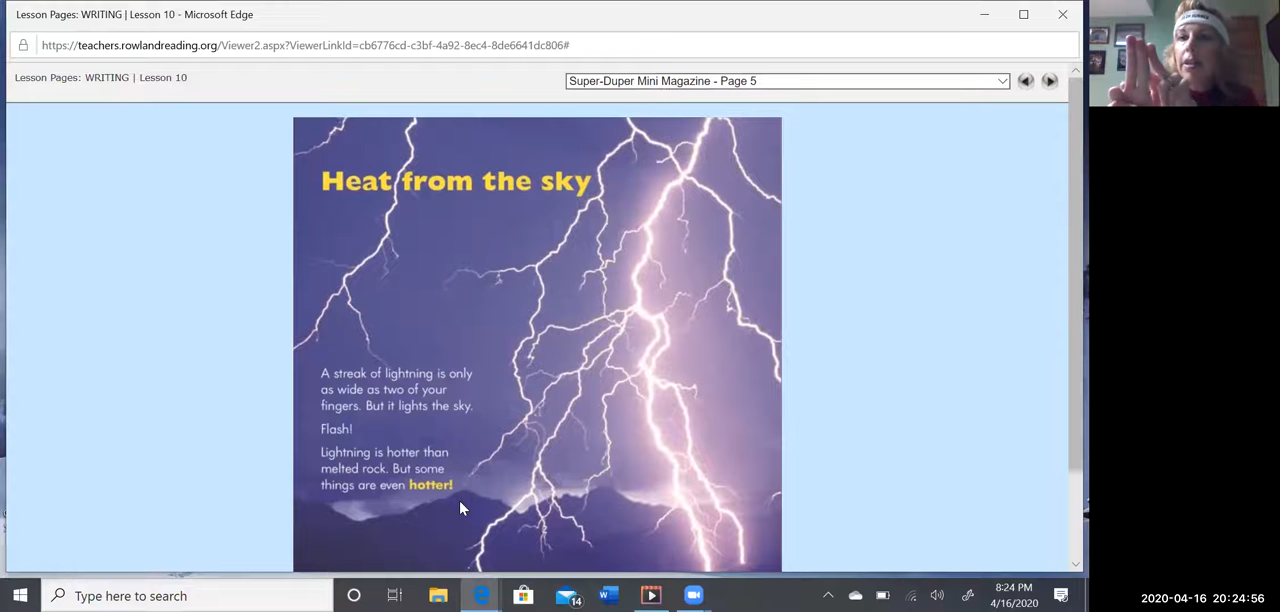 Lesson Pages: WRITING | Lesson 10 - Microsoft Edge
https://teachers.rowlandreading.org/Viewer2.aspx?ViewerLinkId=cb6776cd-c3bf-4a92-8ec4-8de6641dc806#
Lesson Pages: WRITING | Lesson 10
Super-Duper Mini Magazine - Page 5
Heat from the sky
A streak of lightning is only
as wide as two of your
fingers. But it lights the sky.
Flash!
Lightning is hotter than
melted rock. But some
things are even hotter!
Type here to search
14
8:24 PM
4/16/2020
2020-04-16 20:24:56